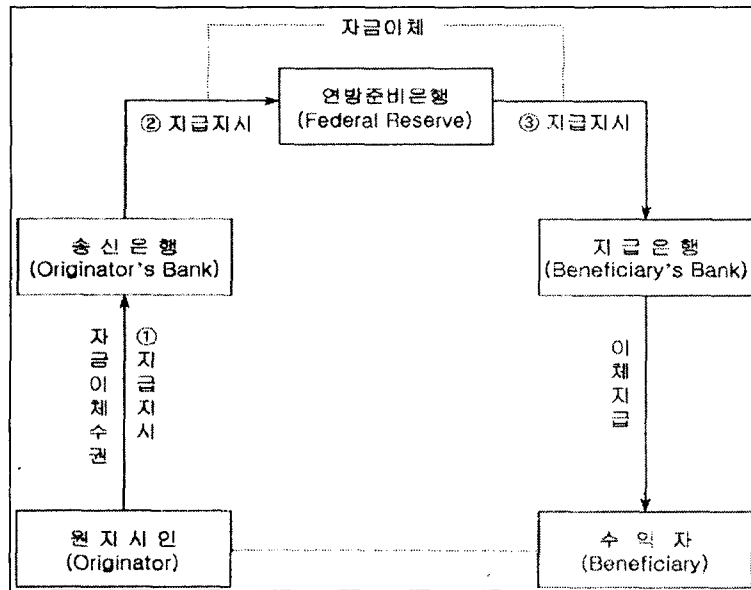 자금이체
연방준비은행
(Federal Reserve)
② 지급지시
③ 지급지시
송신은행
(Originator's Bank)
지급은행
(Beneficiary's Bank)
자금이체수권
①지급지시
이체지급
원지시인
(Originator)
수익자
(Beneficiary)